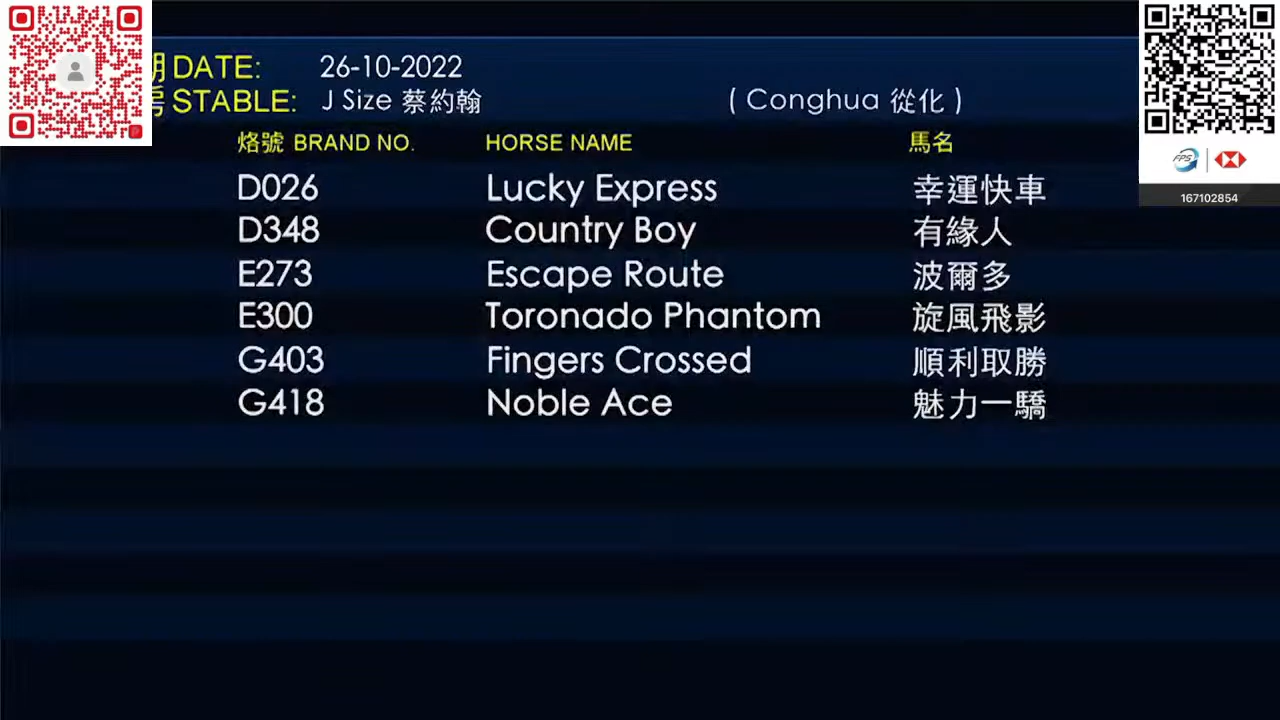 期 DATE: 26-10-2022
房 STABLE: J Size 蔡約翰 ( Conghua 從化 )
烙號 BRAND NO. HORSE NAME 馬名
D026 Lucky Express 幸運快車
D348 Country Boy 有緣人
E273 Escape Route 波爾多
E300 Toronado Phantom 旋風飛影
G403 Fingers Crossed 順利取勝
G418 Noble Ace 魅力一驕
FPS
167102854